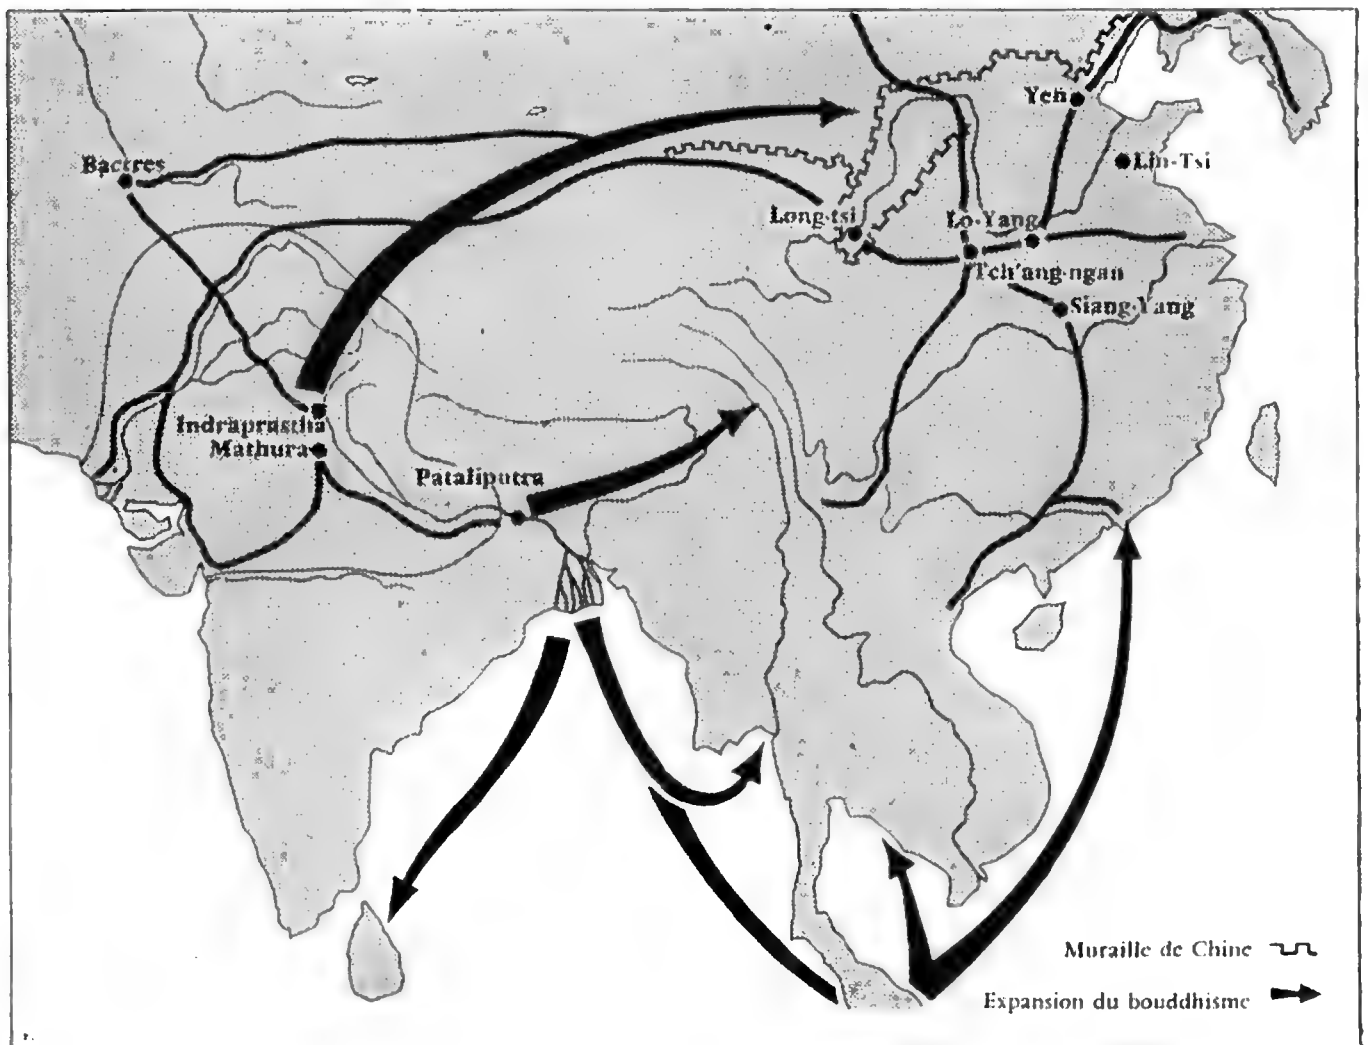 Yen
Bactres
Lin-Tsi
Long-tsi
Lo-Yang
Tch'ang-ngan
Siang-Yang
Indraprastha
Mathura
Pataliputra
Muraille de Chine
Expansion du bouddhisme